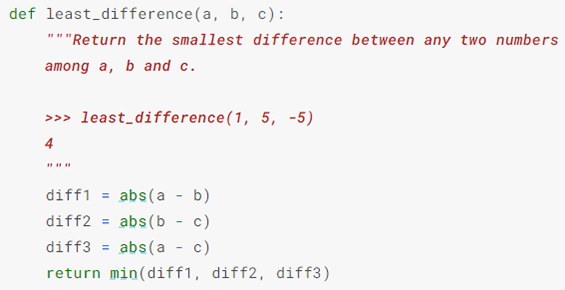 def least_difference(a, b, c):
    """Return the smallest difference between any two numbers
    among a, b and c.

    >>> least_difference(1, 5, -5)
    4
    """
    diff1 = abs(a - b)
    diff2 = abs(b - c)
    diff3 = abs(a - c)
    return min(diff1, diff2, diff3)